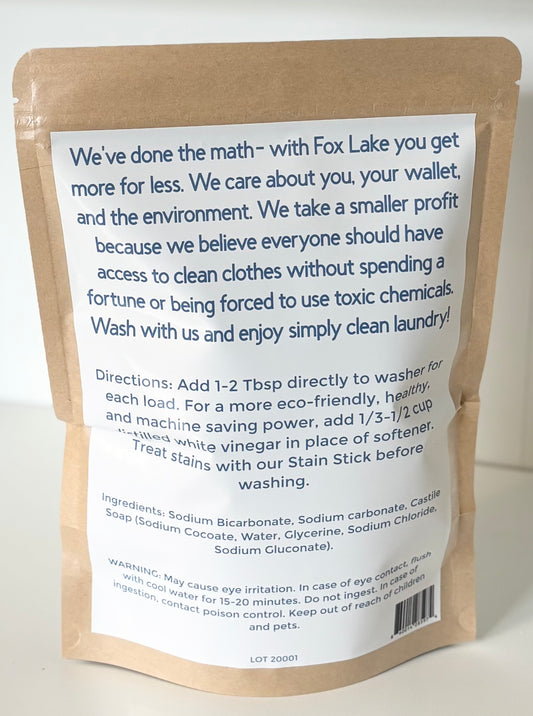 We've done the math- with Fox Lake you get
more for less. We care about you, your wallet,
and the environment. We take a smaller profit
because we believe everyone should have
access to clean clothes without spending a
fortune or being forced to use toxic chemicals.
Wash with us and enjoy simply clean laundry!
Directions: Add 1-2 Tbsp directly to washer for
each load. For a more eco-friendly, healthy,
and machine saving power, add 1/3-1/2 cup
distilled white vinegar in place of softener.
Treat stains with our Stain Stick before
washing.
Ingredients: Sodium Bicarbonate, Sodium carbonate, Castile
Soap (Sodium Cocoate, Water, Glycerine, Sodium Chloride,
Sodium Gluconate).
WARNING: May cause eye irritation. In case of eye contact, flush
with cool water for 15-20 minutes. Do not ingest. In case of
ingestion, contact poison control. Keep out of reach of children
and pets.
LOT 20001